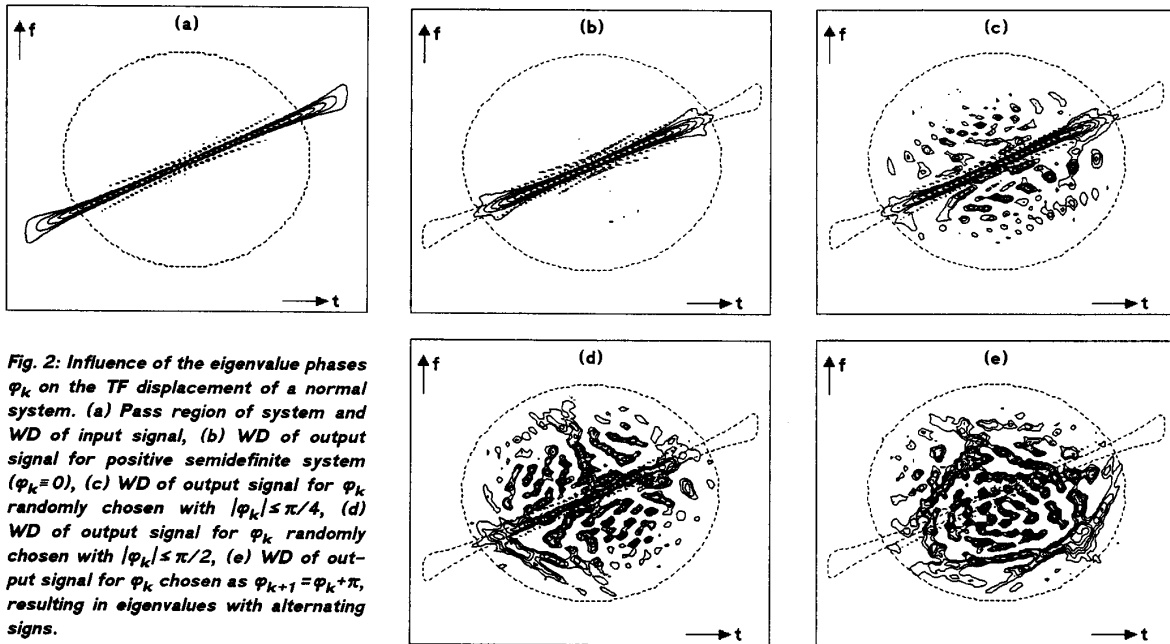 (a)
f
t
(b)
f
t
(c)
f
t
Fig. 2: Influence of the eigenvalue phases
φk on the TF displacement of a normal
system. (a) Pass region of system and
WD of input signal, (b) WD of output
signal for positive semidefinite system
(φk≡0), (c) WD of output signal for φk
randomly chosen with |φk|≤π/4, (d)
WD of output signal for φk randomly
chosen with |φk|≤π/2, (e) WD of out-
put signal for φk chosen as φk+1=φk+π,
resulting in eigenvalues with alternating
signs.
(d)
f
t
(e)
f
t